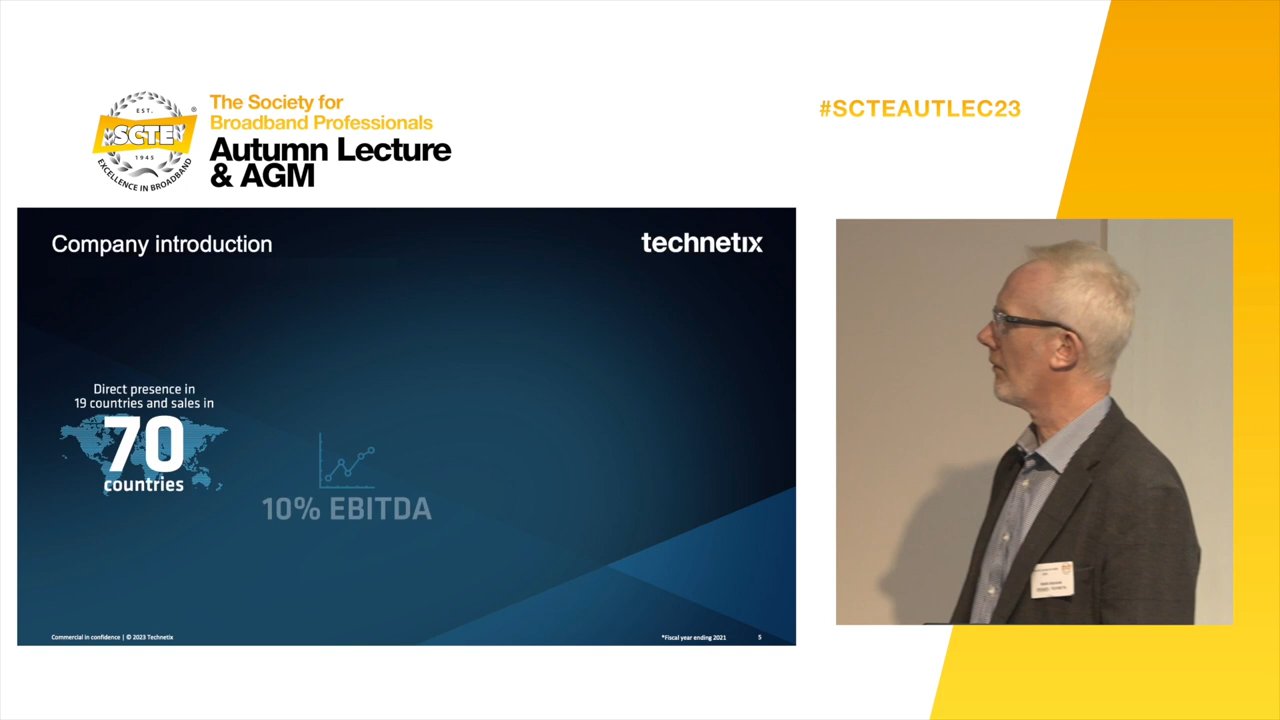 EST.
SCTE
®
1945
EXCELLENCE IN BROADBAND
The Society for
Broadband Professionals
Autumn Lecture
& AGM
#SCTEAUTLEC23
Company introduction
technetix
Direct presence in
19 countries and sales in
70
countries
10% EBITDA
Commercial in confidence | © 2023 Technetix
*Fiscal year ending 2021
5